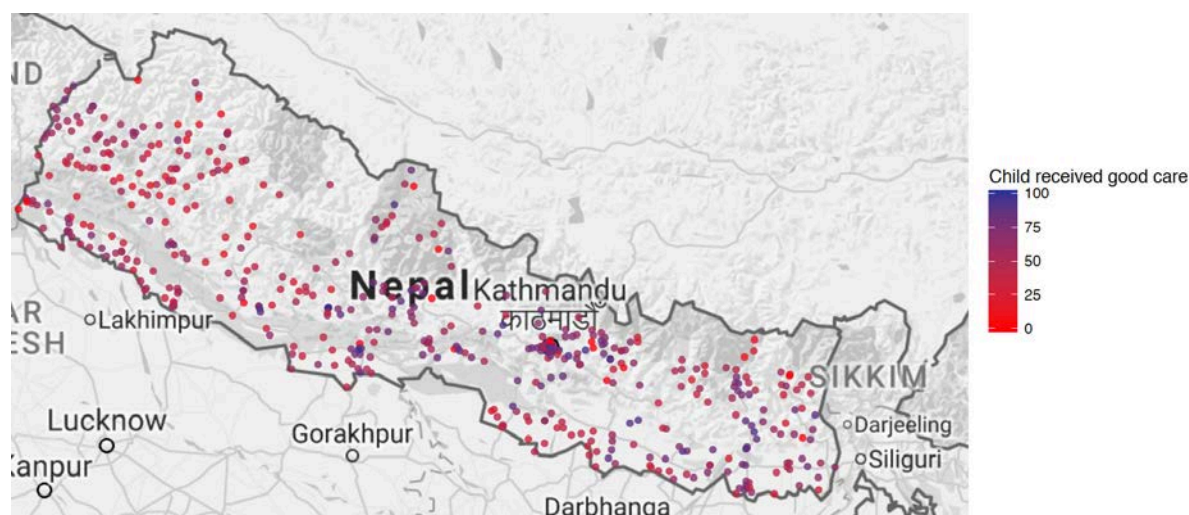 ND
Nepal
Kathmandu
काठमाडौं
Lakhimpur
AR
ESH
SIKKIM
Lucknow
Gorakhpur
Kanpur
Darjeeling
Siliguri
Darbhanga
Child received good care
100
75
50
25
0